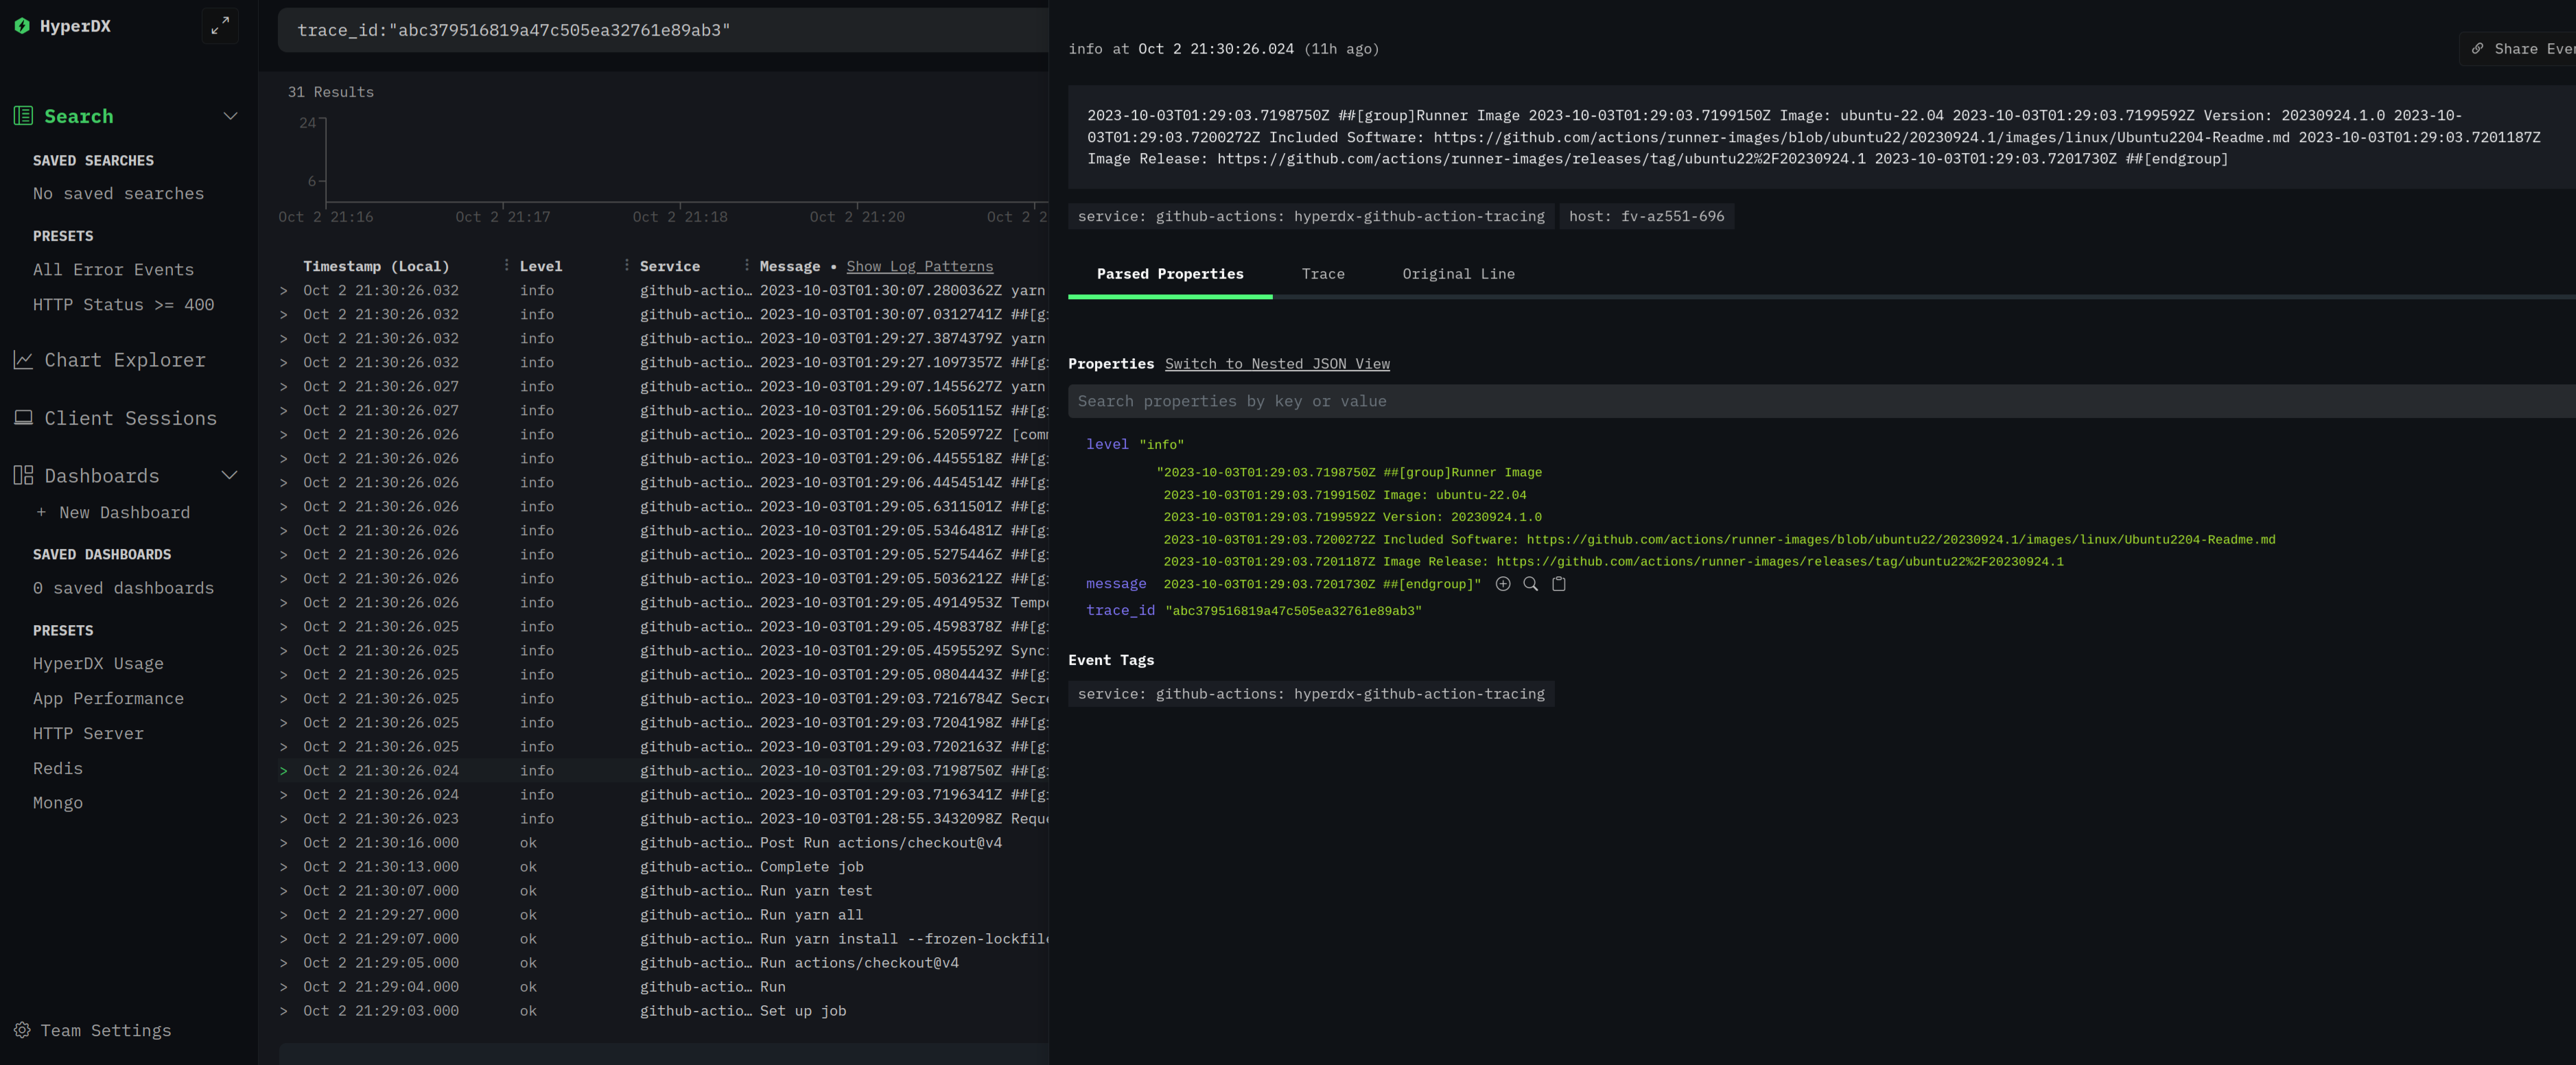 HyperDX
Search
SAVED SEARCHES
No saved searches
PRESETS
All Error Events
HTTP Status >= 400
Chart Explorer
Client Sessions
Dashboards
+ New Dashboard
SAVED DASHBOARDS
0 saved dashboards
PRESETS
HyperDX Usage
App Performance
HTTP Server
Redis
Mongo
Team Settings
trace_id:"abc379516819a47c505ea32761e89ab3"
31 Results
24
6
Oct 2 21:16 Oct 2 21:17 Oct 2 21:18 Oct 2 21:20 Oct 2 2
Timestamp (Local) Level Service Message • Show Log Patterns
> Oct 2 21:30:26.032 info github-actio… 2023-10-03T01:30:07.2800362Z yarn
> Oct 2 21:30:26.032 info github-actio… 2023-10-03T01:30:07.0312741Z ##[g
> Oct 2 21:30:26.032 info github-actio… 2023-10-03T01:29:27.3874379Z yarn
> Oct 2 21:30:26.032 info github-actio… 2023-10-03T01:29:27.1097357Z ##[g
> Oct 2 21:30:26.027 info github-actio… 2023-10-03T01:29:07.1455627Z yarn
> Oct 2 21:30:26.027 info github-actio… 2023-10-03T01:29:06.5605115Z ##[g
> Oct 2 21:30:26.026 info github-actio… 2023-10-03T01:29:06.5205972Z [com
> Oct 2 21:30:26.026 info github-actio… 2023-10-03T01:29:06.4455518Z ##[g
> Oct 2 21:30:26.026 info github-actio… 2023-10-03T01:29:06.4454514Z ##[g
> Oct 2 21:30:26.026 info github-actio… 2023-10-03T01:29:05.6311501Z ##[g
> Oct 2 21:30:26.026 info github-actio… 2023-10-03T01:29:05.5346481Z ##[g
> Oct 2 21:30:26.026 info github-actio… 2023-10-03T01:29:05.5275446Z ##[g
> Oct 2 21:30:26.026 info github-actio… 2023-10-03T01:29:05.5036212Z ##[g
> Oct 2 21:30:26.026 info github-actio… 2023-10-03T01:29:05.4914953Z Temp
> Oct 2 21:30:26.025 info github-actio… 2023-10-03T01:29:05.4598378Z ##[g
> Oct 2 21:30:26.025 info github-actio… 2023-10-03T01:29:05.4595529Z Sync
> Oct 2 21:30:26.025 info github-actio… 2023-10-03T01:29:05.0804443Z ##[g
> Oct 2 21:30:26.025 info github-actio… 2023-10-03T01:29:03.7216784Z Secre
> Oct 2 21:30:26.025 info github-actio… 2023-10-03T01:29:03.7204198Z ##[g
> Oct 2 21:30:26.025 info github-actio… 2023-10-03T01:29:03.7202163Z ##[g
> Oct 2 21:30:26.024 info github-actio… 2023-10-03T01:29:03.7198750Z ##[g
> Oct 2 21:30:26.024 info github-actio… 2023-10-03T01:29:03.7196341Z ##[g
> Oct 2 21:30:26.023 info github-actio… 2023-10-03T01:28:55.3432098Z Reque
> Oct 2 21:30:16.000 ok github-actio… Post Run actions/checkout@v4
> Oct 2 21:30:13.000 ok github-actio… Complete job
> Oct 2 21:30:07.000 ok github-actio… Run yarn test
> Oct 2 21:29:27.000 ok github-actio… Run yarn all
> Oct 2 21:29:07.000 ok github-actio… Run yarn install --frozen-lockfile
> Oct 2 21:29:05.000 ok github-actio… Run actions/checkout@v4
> Oct 2 21:29:04.000 ok github-actio… Run
> Oct 2 21:29:03.000 ok github-actio… Set up job
info at Oct 2 21:30:26.024 (11h ago)
Share Even
2023-10-03T01:29:03.7198750Z ##[group]Runner Image 2023-10-03T01:29:03.7199150Z Image: ubuntu-22.04 2023-10-03T01:29:03.7199592Z Version: 20230924.1.0 2023-10-
03T01:29:03.7200272Z Included Software: https://github.com/actions/runner-images/blob/ubuntu22/20230924.1/images/linux/Ubuntu2204-Readme.md 2023-10-03T01:29:03.7201187Z
Image Release: https://github.com/actions/runner-images/releases/tag/ubuntu22%2F20230924.1 2023-10-03T01:29:03.7201730Z ##[endgroup]
service: github-actions: hyperdx-github-action-tracing host: fv-az551-696
Parsed Properties Trace Original Line
Properties Switch to Nested JSON View
Search properties by key or value
level "info"
"2023-10-03T01:29:03.7198750Z ##[group]Runner Image
2023-10-03T01:29:03.7199150Z Image: ubuntu-22.04
2023-10-03T01:29:03.7199592Z Version: 20230924.1.0
2023-10-03T01:29:03.7200272Z Included Software: https://github.com/actions/runner-images/blob/ubuntu22/20230924.1/images/linux/Ubuntu2204-Readme.md
2023-10-03T01:29:03.7201187Z Image Release: https://github.com/actions/runner-images/releases/tag/ubuntu22%2F20230924.1
message 2023-10-03T01:29:03.7201730Z ##[endgroup]"
trace_id "abc379516819a47c505ea32761e89ab3"
Event Tags
service: github-actions: hyperdx-github-action-tracing